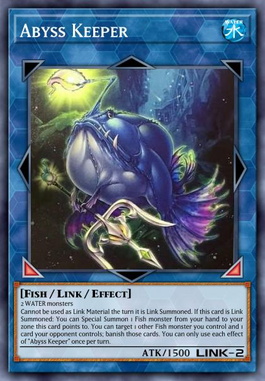 ABYSS KEEPER
WATER
水
[FISH / LINK / EFFECT]
2 WATER monsters
Cannot be used as Link Material the turn it is Link Summoned. If this card is Link
Summoned: You can Special Summon 1 Fish monster from your hand to your
zone this card points to. You can target 1 other Fish monster you control and 1
card your opponent controls; banish those cards. You can only use each effect
of "Abyss Keeper" once per turn.
ATK/1500 LINK-2